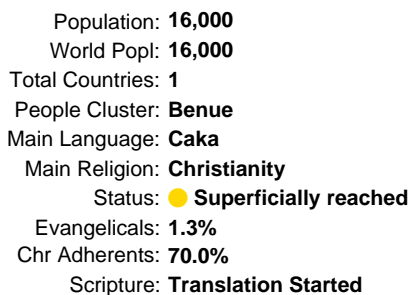 Population: 16,000
World Popl: 16,000
Total Countries: 1
People Cluster: Benue
Main Language: Caka
Main Religion: Christianity
Status: Superficially reached
Evangelicals: 1.3%
Chr Adherents: 70.0%
Scripture: Translation Started